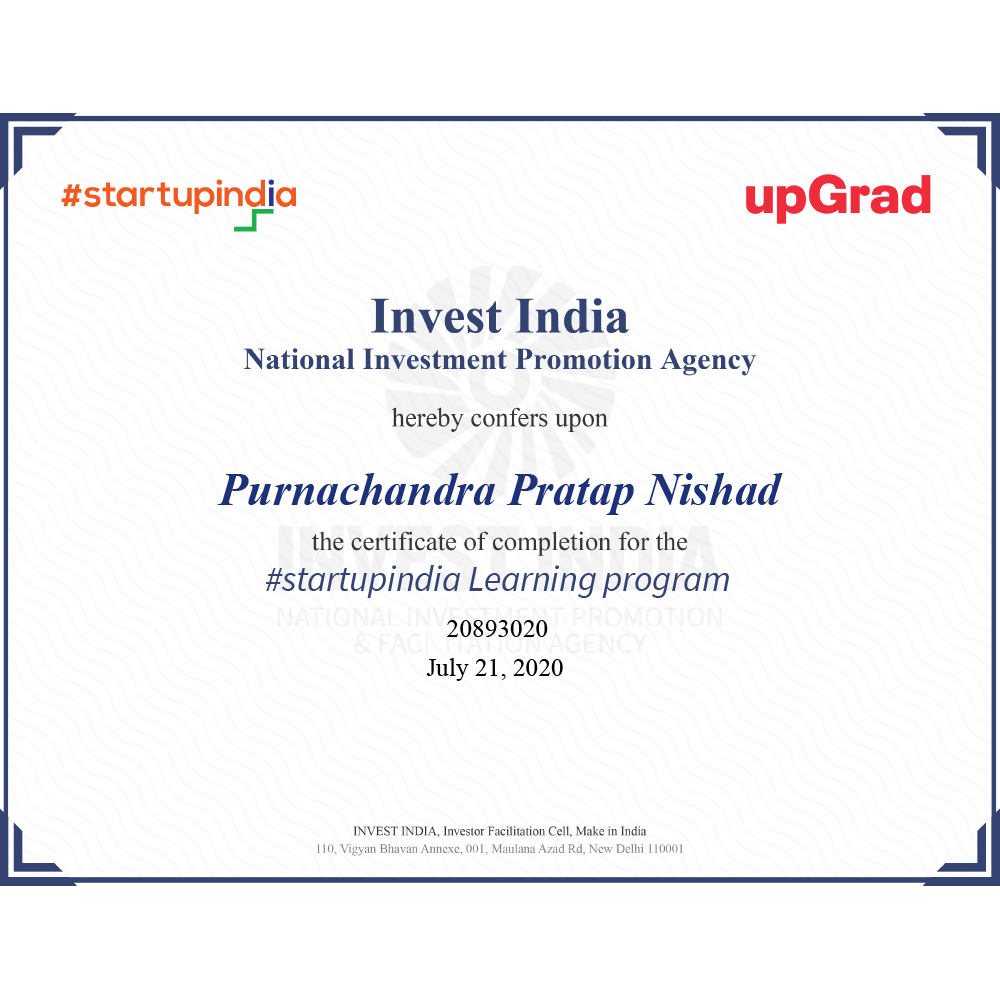 #startupindia
upGrad
Invest India
National Investment Promotion Agency
hereby confers upon
Purnachandra Pratap Nishad
INVEST INDIA
the certificate of completion for the
#startupindia Learning program
NATIONAL INVESTMENT PROMOTION
20893020
& FACILITATION AGENCY
July 21, 2020
INVEST INDIA, Investor Facilitation Cell, Make in India
110, Vigyan Bhavan Annexe, 001, Maulana Azad Rd, New Delhi 110001